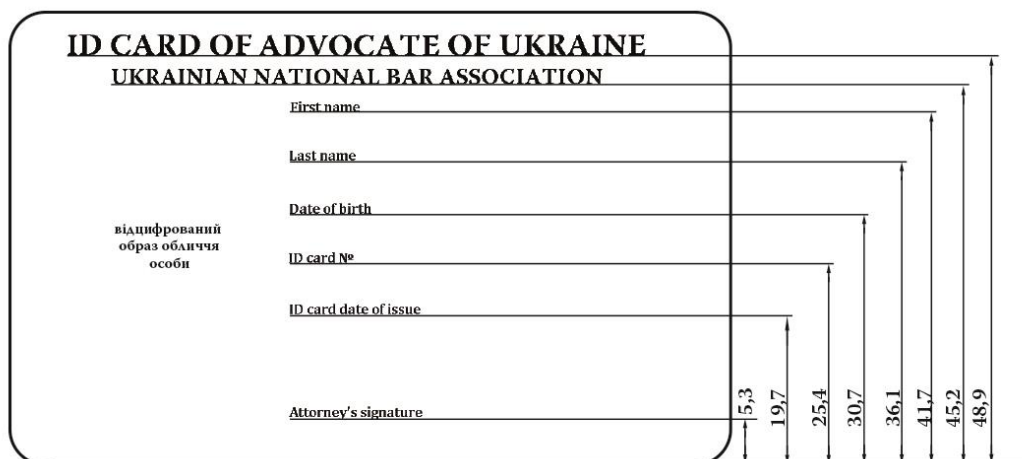 ID CARD OF ADVOCATE OF UKRAINE
UKRAINIAN NATIONAL BAR ASSOCIATION
First name
Last name
Date of birth
відцифрований
образ обличчя
особи
ID card №
ID card date of issue
Attorney's signature
5,3
19,7
25,4
30,7
36,1
41,7
45,2
48,9